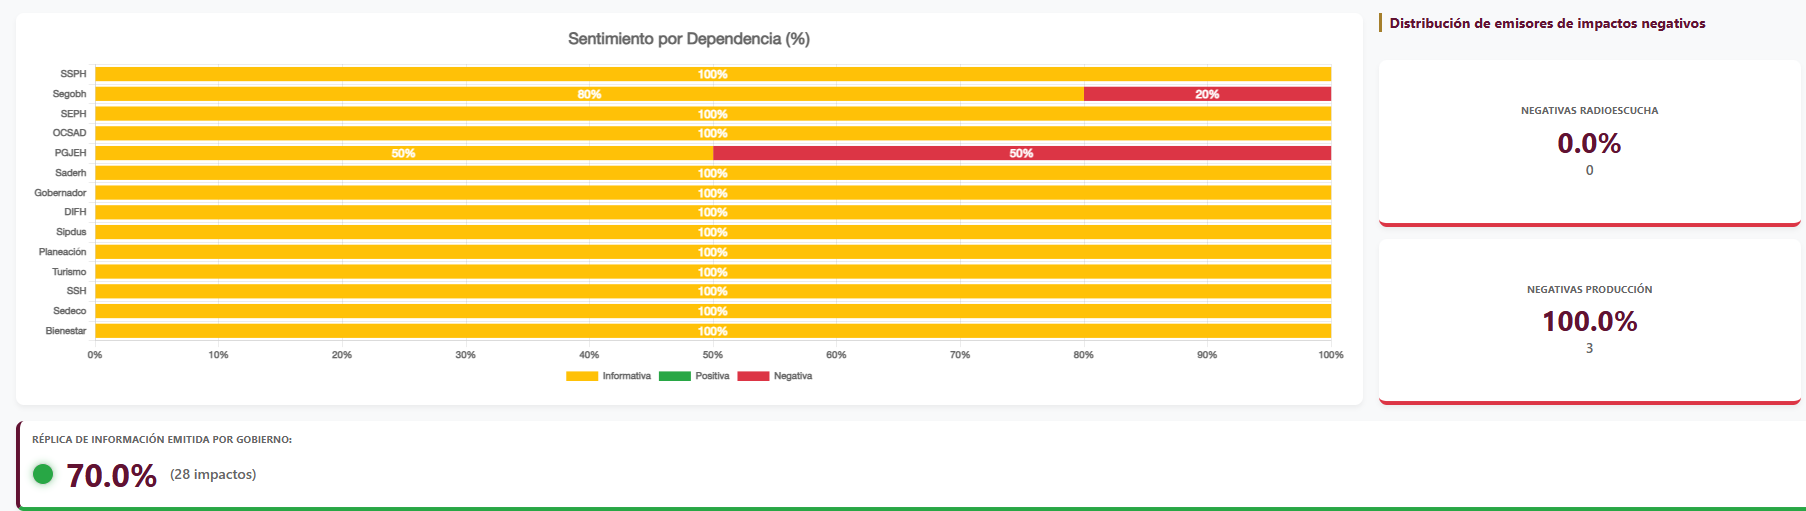 Sentimiento por Dependencia (%)
SSPH 100%
Segobh 80% 20%
SEPH 100%
OCSAD 100%
PGJEH 50% 50%
Saderh 100%
Gobernador 100%
DIFH 100%
Sipdus 100%
Planeación 100%
Turismo 100%
SSH 100%
Sedeco 100%
Bienestar 100%
0% 10% 20% 30% 40% 50% 60% 70% 80% 90% 100%
Informativa Positiva Negativa
Distribución de emisores de impactos negativos
NEGATIVAS RADIOESCUCHA
0.0%
0
NEGATIVAS PRODUCCIÓN
100.0%
3
RÉPLICA DE INFORMACIÓN EMITIDA POR GOBIERNO:
70.0% (28 impactos)